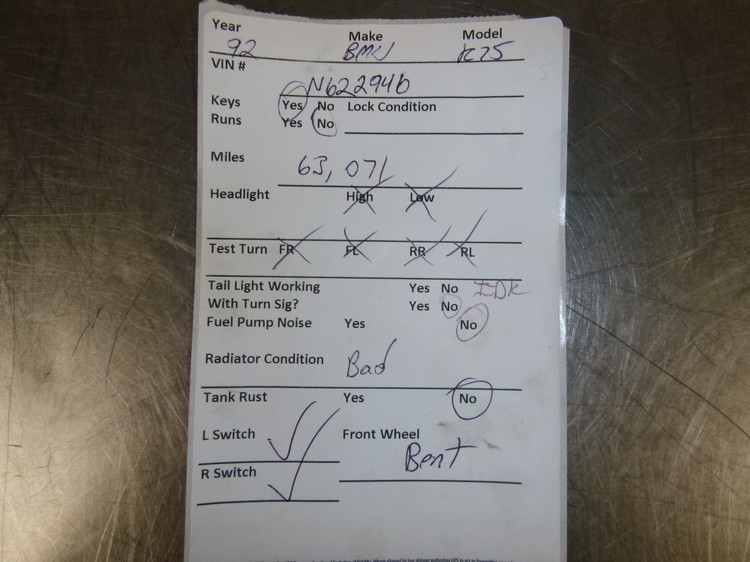 Year Make Model
92 BMW K75
VIN # N622946
Keys Yes No Lock Condition
Runs Yes No
Miles 63,071
Headlight High Low
Test Turn FR FL RR RL
Tail Light Working Yes No IDK
With Turn Sig? Yes No
Fuel Pump Noise Yes No
Radiator Condition Bad
Tank Rust Yes No
L Switch Front Wheel
R Switch Bent